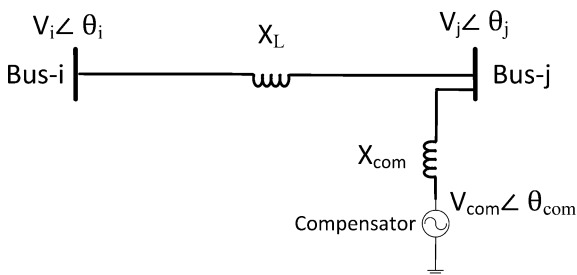 Vi∠ θi
XL
Vj∠ θj
Bus-i
Bus-j
Xcom
Vcom∠ θcom
Compensator